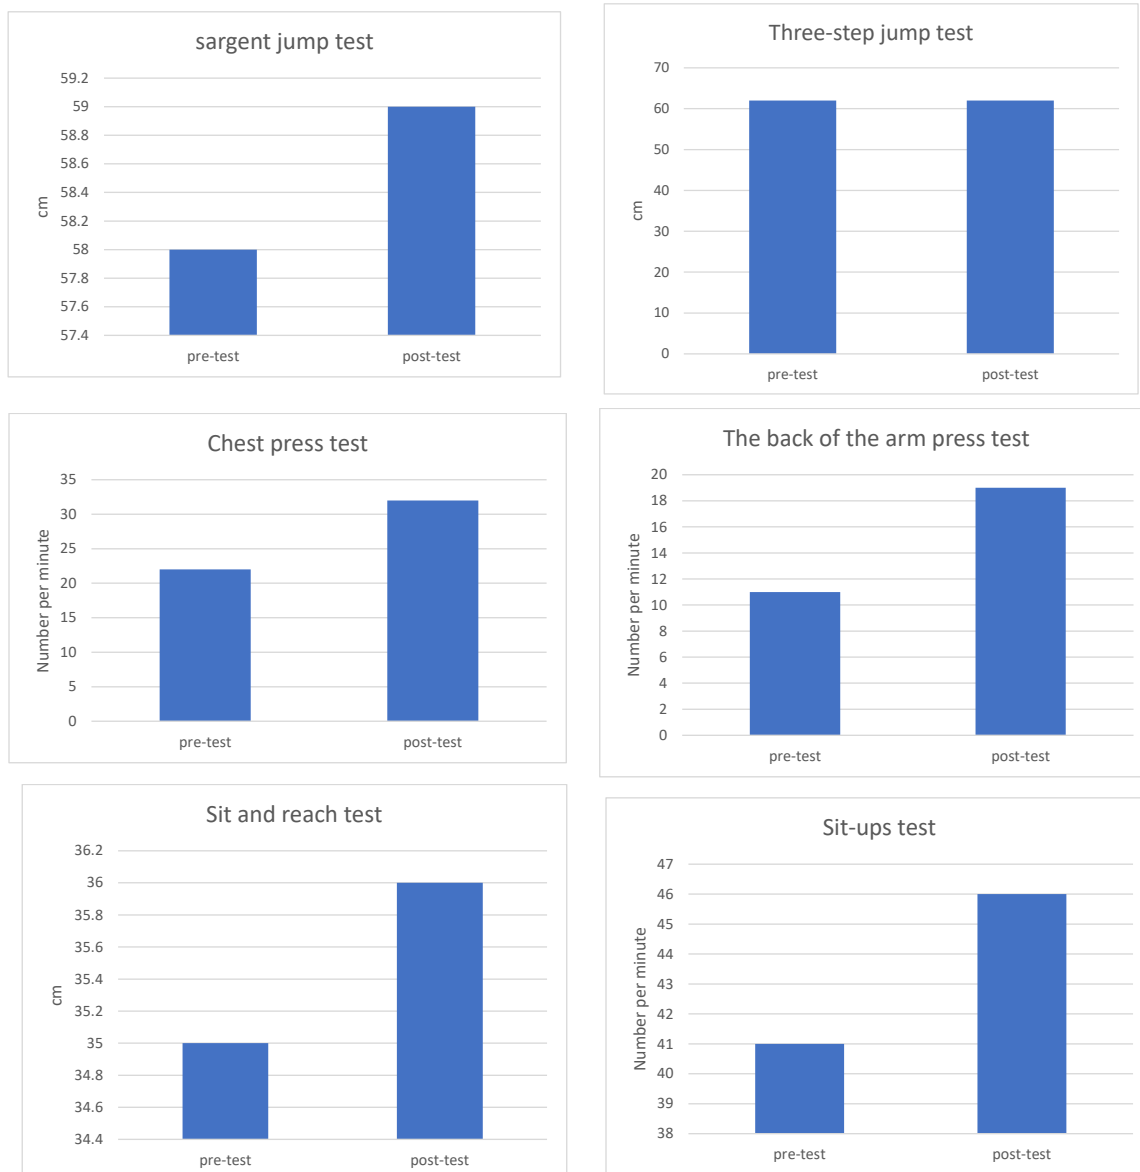 sargent jump test
59.2
59
58.8
58.6
58.4
58.2
58
57.8
57.6
57.4
cm
pre-test
post-test
Three-step jump test
70
60
50
40
30
20
10
0
cm
pre-test
post-test
Chest press test
35
30
25
20
15
10
5
0
Number per minute
pre-test
post-test
The back of the arm press test
20
18
16
14
12
10
8
6
4
2
0
Number per minute
pre-test
post-test
Sit and reach test
36.2
36
35.8
35.6
35.4
35.2
35
34.8
34.6
34.4
cm
pre-test
post-test
Sit-ups test
47
46
45
44
43
42
41
40
39
38
Number per minute
pre-test
post-test